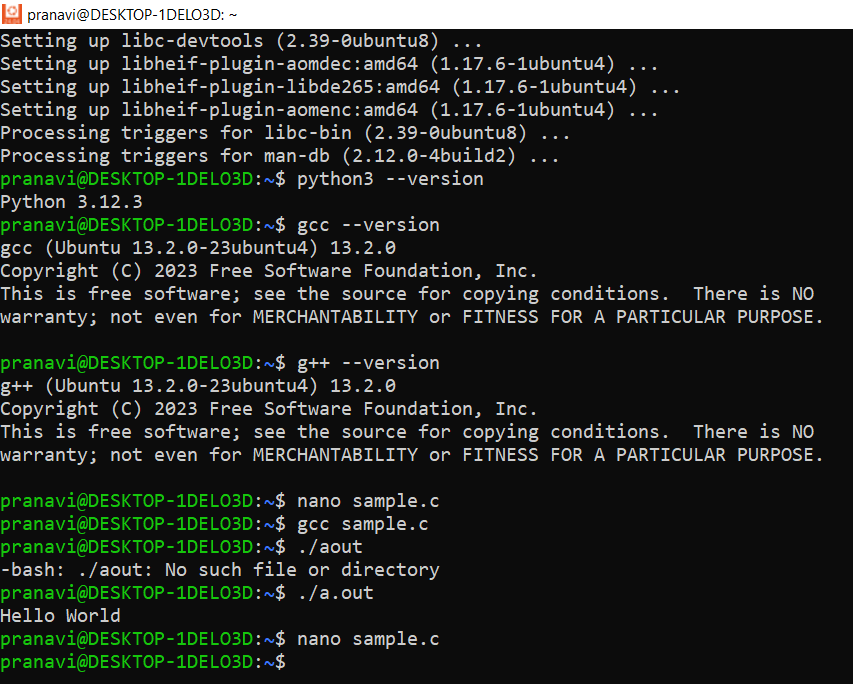 pranavi@DESKTOP-1DELO3D: ~
Setting up libc-devtools (2.39-0ubuntu8) ...
Setting up libheif-plugin-aomdec:amd64 (1.17.6-1ubuntu4) ...
Setting up libheif-plugin-libde265:amd64 (1.17.6-1ubuntu4) ...
Setting up libheif-plugin-aomenc:amd64 (1.17.6-1ubuntu4) ...
Processing triggers for libc-bin (2.39-0ubuntu8) ...
Processing triggers for man-db (2.12.0-4build2) ...
pranavi@DESKTOP-1DELO3D:~$ python3 --version
Python 3.12.3
pranavi@DESKTOP-1DELO3D:~$ gcc --version
gcc (Ubuntu 13.2.0-23ubuntu4) 13.2.0
Copyright (C) 2023 Free Software Foundation, Inc.
This is free software; see the source for copying conditions.  There is NO
warranty; not even for MERCHANTABILITY or FITNESS FOR A PARTICULAR PURPOSE.

pranavi@DESKTOP-1DELO3D:~$ g++ --version
g++ (Ubuntu 13.2.0-23ubuntu4) 13.2.0
Copyright (C) 2023 Free Software Foundation, Inc.
This is free software; see the source for copying conditions.  There is NO
warranty; not even for MERCHANTABILITY or FITNESS FOR A PARTICULAR PURPOSE.

pranavi@DESKTOP-1DELO3D:~$ nano sample.c
pranavi@DESKTOP-1DELO3D:~$ gcc sample.c
pranavi@DESKTOP-1DELO3D:~$ ./aout
-bash: ./aout: No such file or directory
pranavi@DESKTOP-1DELO3D:~$ ./a.out
Hello World
pranavi@DESKTOP-1DELO3D:~$ nano sample.c
pranavi@DESKTOP-1DELO3D:~$